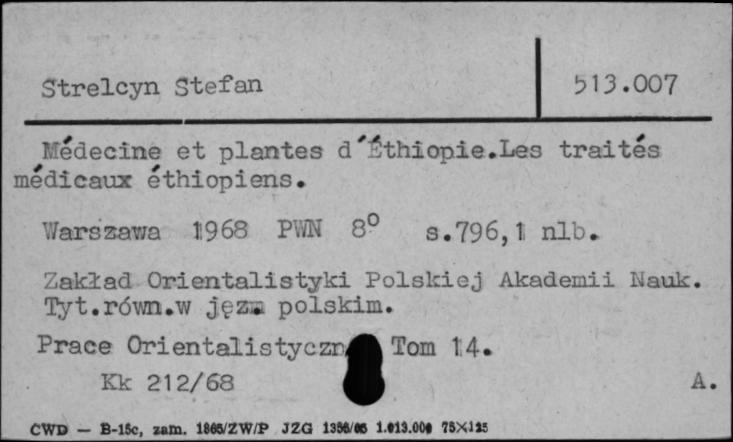 Strelcyn Stefan 513.007
Médecine et plantes d'Éthiopie.Les traités
médicaux éthiopiens.
Warszawa 1968 PWN 8° s.796,1 nlb.
Zakład Orientalistyki Polskiej Akademii Nauk.
Tyt.równ.w jęz. polskim.
Prace Orientalistyczn Tom 14.
Kk 212/68 A.
CWD — B-15c, zam. 1865/ZW/P JZG 1356/65 1.013.000 75×125